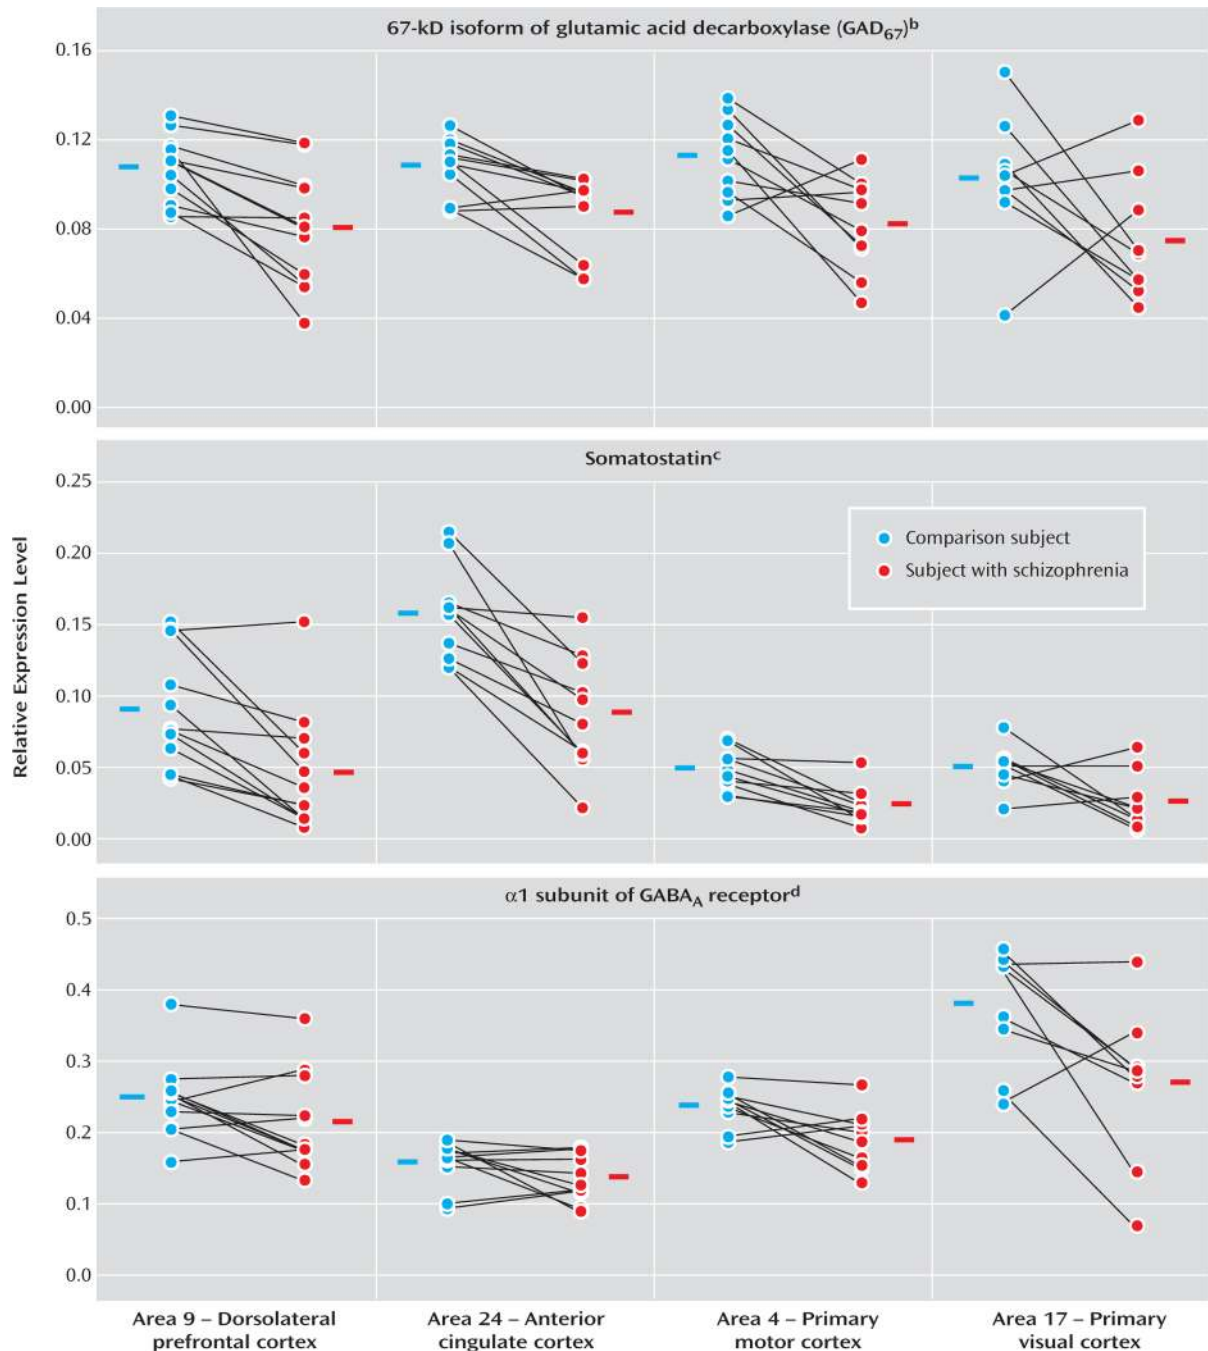 67-kD isoform of glutamic acid decarboxylase (GAD₆₇)ᵇ
0.16
0.12
0.08
0.04
0.00
Somatostatinᶜ
0.25
0.20
0.15
0.10
0.05
0.00
Comparison subject
Subject with schizophrenia
Relative Expression Level
α1 subunit of GABA_A receptorᵈ
0.5
0.4
0.3
0.2
0.1
0.0
Area 9 – Dorsolateral
prefrontal cortex
Area 24 – Anterior
cingulate cortex
Area 4 – Primary
motor cortex
Area 17 – Primary
visual cortex